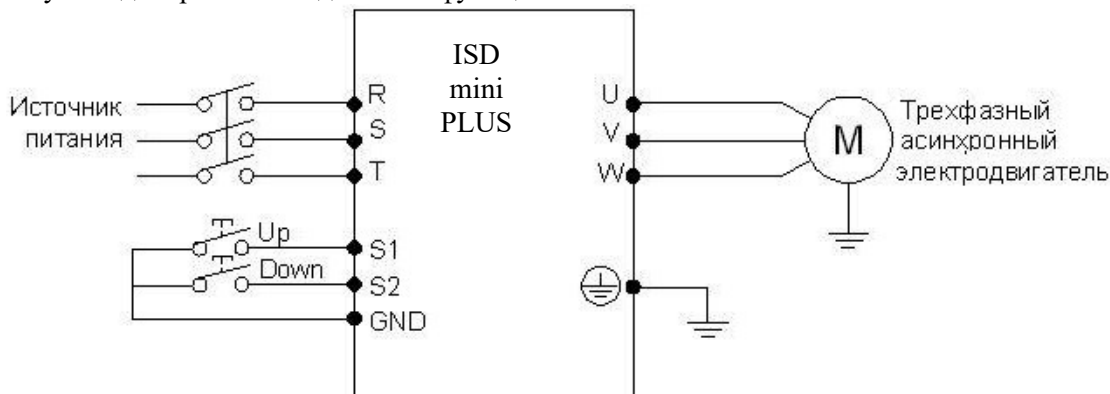 ISD
mini
PLUS
Источник
питания
R
S
T
Up
S1
Down
S2
GND
U
V
W
M
Трехфазный
асинхронный
электродвигатель